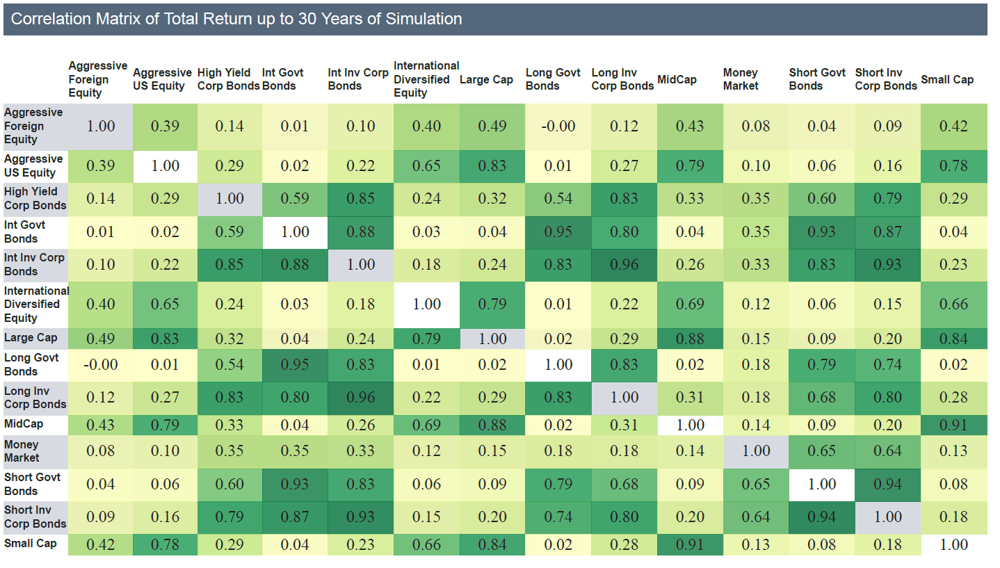 Correlation Matrix of Total Return up to 30 Years of Simulation
Aggressive Foreign Equity Aggressive US Equity High Yield Corp Bonds Int Govt Bonds Int Inv Corp Bonds International Diversified Equity Large Cap Long Govt Bonds Long Inv Corp Bonds MidCap Money Market Short Govt Bonds Short Inv Corp Bonds Small Cap
Aggressive Foreign Equity 1.00 0.39 0.14 0.01 0.10 0.40 0.49 -0.00 0.12 0.43 0.08 0.04 0.09 0.42
Aggressive US Equity 0.39 1.00 0.29 0.02 0.22 0.65 0.83 0.01 0.27 0.79 0.10 0.06 0.16 0.78
High Yield Corp Bonds 0.14 0.29 1.00 0.59 0.85 0.24 0.32 0.54 0.83 0.33 0.35 0.60 0.79 0.29
Int Govt Bonds 0.01 0.02 0.59 1.00 0.88 0.03 0.04 0.95 0.80 0.04 0.35 0.93 0.87 0.04
Int Inv Corp Bonds 0.10 0.22 0.85 0.88 1.00 0.18 0.24 0.83 0.96 0.26 0.33 0.83 0.93 0.23
International Diversified Equity 0.40 0.65 0.24 0.03 0.18 1.00 0.79 0.01 0.22 0.69 0.12 0.06 0.15 0.66
Large Cap 0.49 0.83 0.32 0.04 0.24 0.79 1.00 0.02 0.29 0.88 0.15 0.09 0.20 0.84
Long Govt Bonds -0.00 0.01 0.54 0.95 0.83 0.01 0.02 1.00 0.83 0.02 0.18 0.79 0.74 0.02
Long Inv Corp Bonds 0.12 0.27 0.83 0.80 0.96 0.22 0.29 0.83 1.00 0.31 0.18 0.68 0.80 0.28
MidCap 0.43 0.79 0.33 0.04 0.26 0.69 0.88 0.02 0.31 1.00 0.14 0.09 0.20 0.91
Money Market 0.08 0.10 0.35 0.35 0.33 0.12 0.15 0.18 0.18 0.14 1.00 0.65 0.64 0.13
Short Govt Bonds 0.04 0.06 0.60 0.93 0.83 0.06 0.09 0.79 0.68 0.09 0.65 1.00 0.94 0.08
Short Inv Corp Bonds 0.09 0.16 0.79 0.87 0.93 0.15 0.20 0.74 0.80 0.20 0.64 0.94 1.00 0.18
Small Cap 0.42 0.78 0.29 0.04 0.23 0.66 0.84 0.02 0.28 0.91 0.13 0.08 0.18 1.00